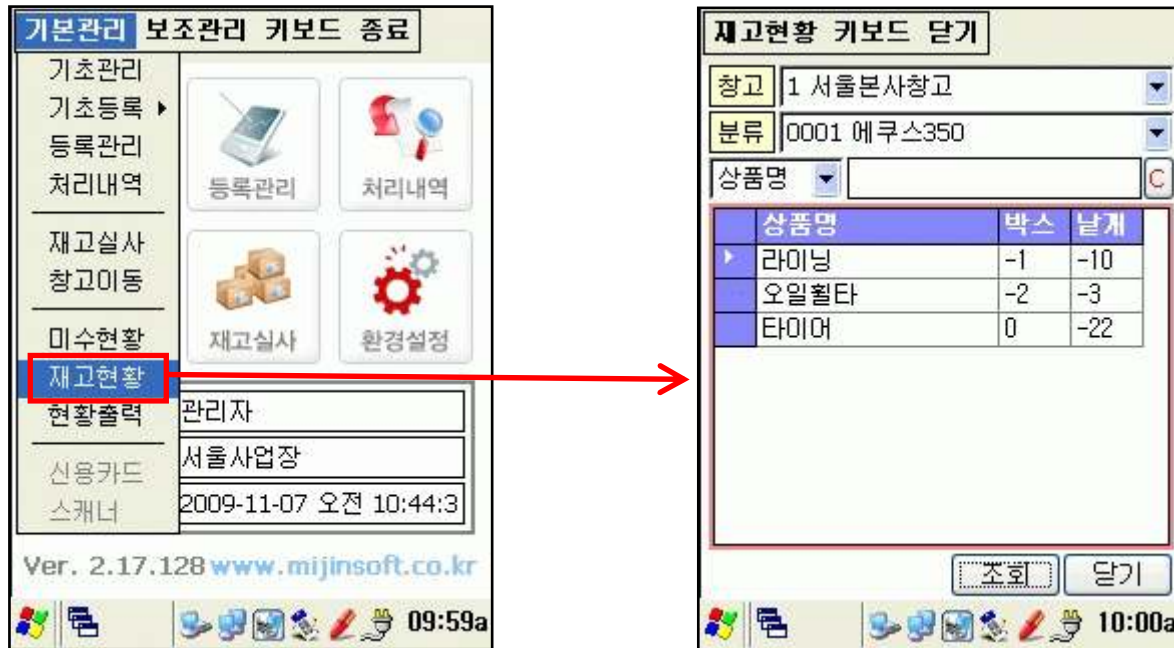 기본관리 보조관리 키보드 종료
기초관리
기초등록
등록관리
처리내역
재고실사
창고이동
미수현황
재고현황
현황출력
신용카드
스캐너
등록관리 처리내역
재고실사 환경설정
관리자
서울사업장
2009-11-07 오전 10:44:3
Ver. 2.17.128 www.mijinsoft.co.kr
09:59a
재고현황 키보드 닫기
창고 1 서울본사창고
분류 0001 에쿠스350
상품명 C
상품명 박스 낱개
라이닝 -1 -10
오일휠타 -2 -3
타이어 0 -22
조회 닫기
10:00a